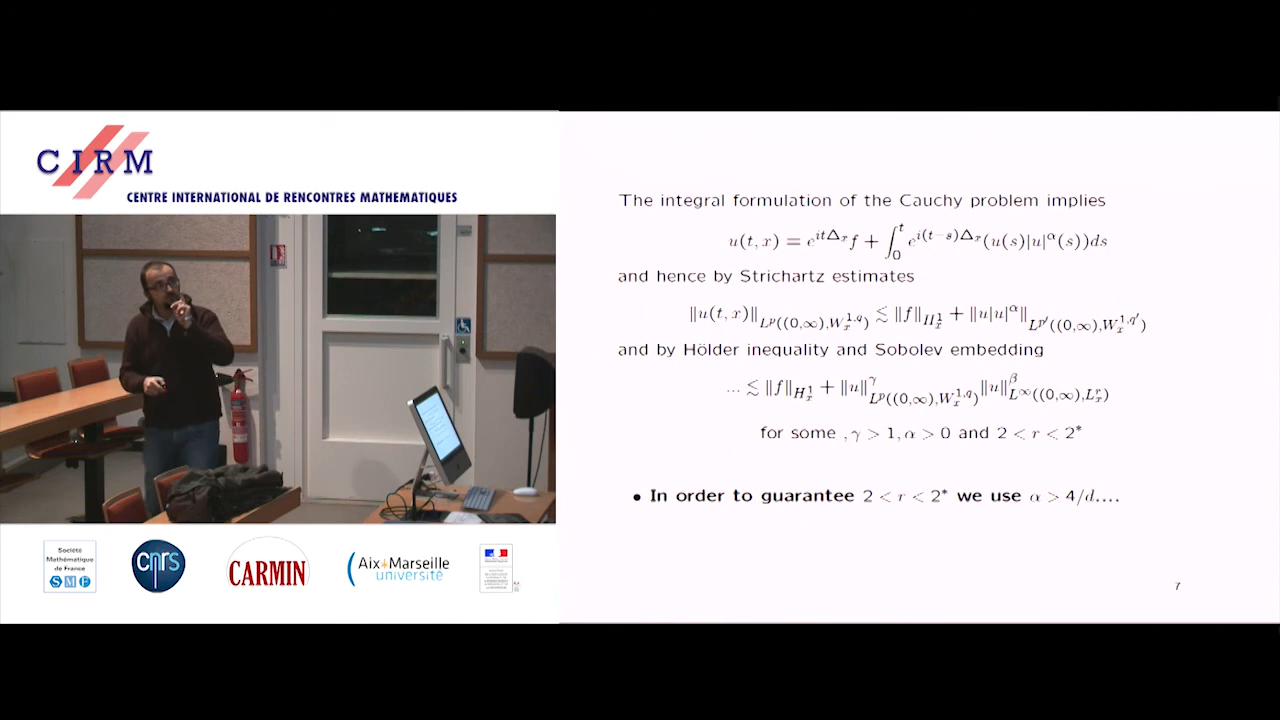 CIRM
CENTRE INTERNATIONAL DE RENCONTRES MATHEMATIQUES
The integral formulation of the Cauchy problem implies
u(t, x) = e^{itΔ_x} f + ∫_0^t e^{i(t−s)Δ_x}(u(s)|u|^α(s))ds
and hence by Strichartz estimates
‖u(t, x)‖_{L^p((0,∞),W_x^{1,q})} ≲ ‖f‖_{H_x^1} + ‖u|u|^α‖_{L^{p'}((0,∞),W_x^{1,q'})}
and by Hölder inequality and Sobolev embedding
... ≲ ‖f‖_{H_x^1} + ‖u‖^γ_{L^p((0,∞),W_x^{1,q})} ‖u‖^β_{L^∞((0,∞),L_x^r)}
for some , γ > 1, α > 0 and 2 < r < 2*
• In order to guarantee 2 < r < 2* we use α > 4/d....
7
Société
Mathématique
de France
SMF
cnrs
CARMIN
Aix+Marseille
université